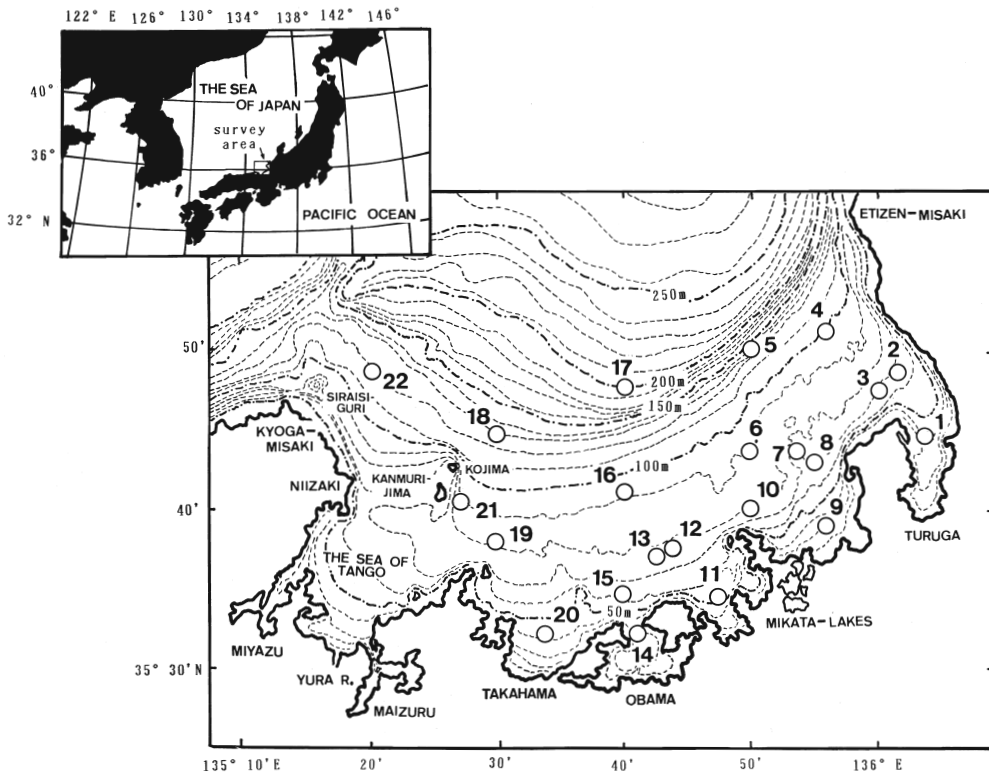 122° E 126° 130° 134° 138° 142° 146°
40°
36°
32° N
THE SEA
OF JAPAN
survey
area
PACIFIC OCEAN
ETIZEN-MISAKI
250m
200m
150m
100m
50m
50'
40'
35° 30'N
4
5
2
3
17
22
SIRAISI-
GURI
KYOGA-
MISAKI
18
1
6
7
8
KOJIMA
KANMURI-
JIMA
16
NIIZAKI
21
10
9
TURUGA
19
13
12
THE SEA OF
TANGO
15
11
MIKATA-LAKES
20
14
MIYAZU
YURA R.
MAIZURU
TAKAHAMA
OBAMA
135° 10'E 20' 30' 40' 50' 136° E